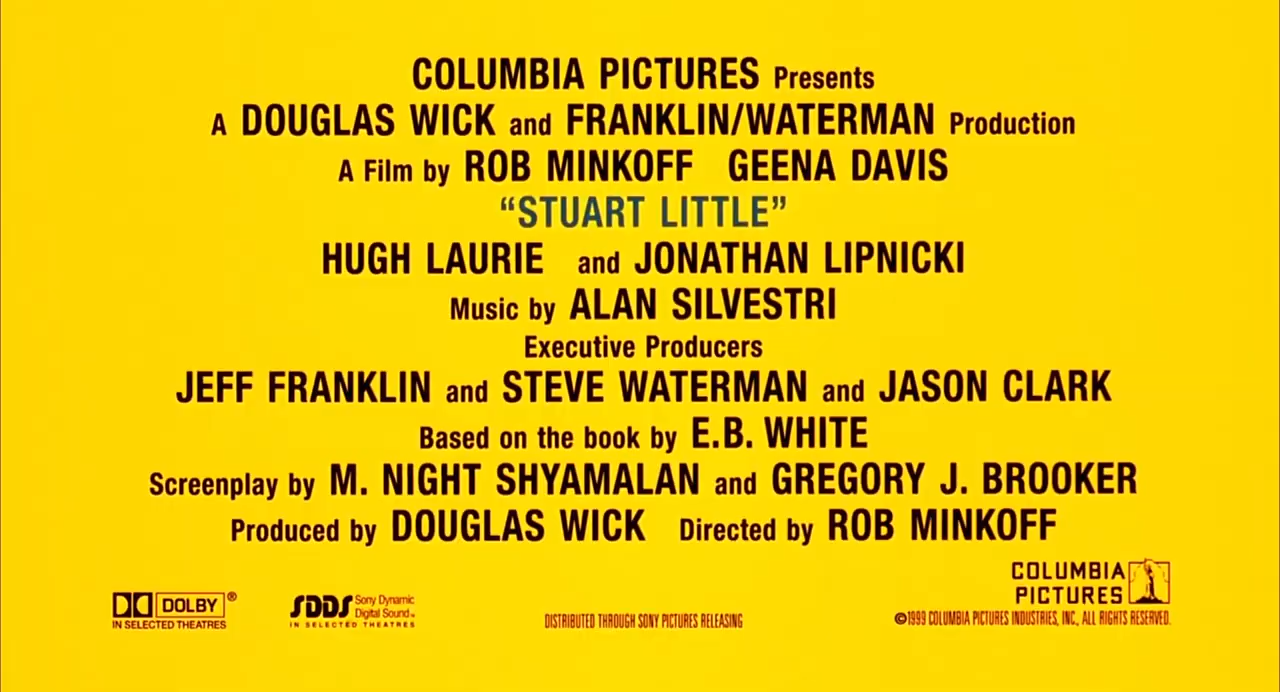 COLUMBIA PICTURES Presents
A DOUGLAS WICK and FRANKLIN/WATERMAN Production
A Film by ROB MINKOFF GEENA DAVIS
“STUART LITTLE”
HUGH LAURIE and JONATHAN LIPNICKI
Music by ALAN SILVESTRI
Executive Producers
JEFF FRANKLIN and STEVE WATERMAN and JASON CLARK
Based on the book by E.B. WHITE
Screenplay by M. NIGHT SHYAMALAN and GREGORY J. BROOKER
Produced by DOUGLAS WICK Directed by ROB MINKOFF
COLUMBIA
PICTURES
DOLBY®
IN SELECTED THEATRES
SDDS Sony Dynamic
Digital Sound™
IN SELECTED THEATRES
DISTRIBUTED THROUGH SONY PICTURES RELEASING
©1999 COLUMBIA PICTURES INDUSTRIES, INC., ALL RIGHTS RESERVED.